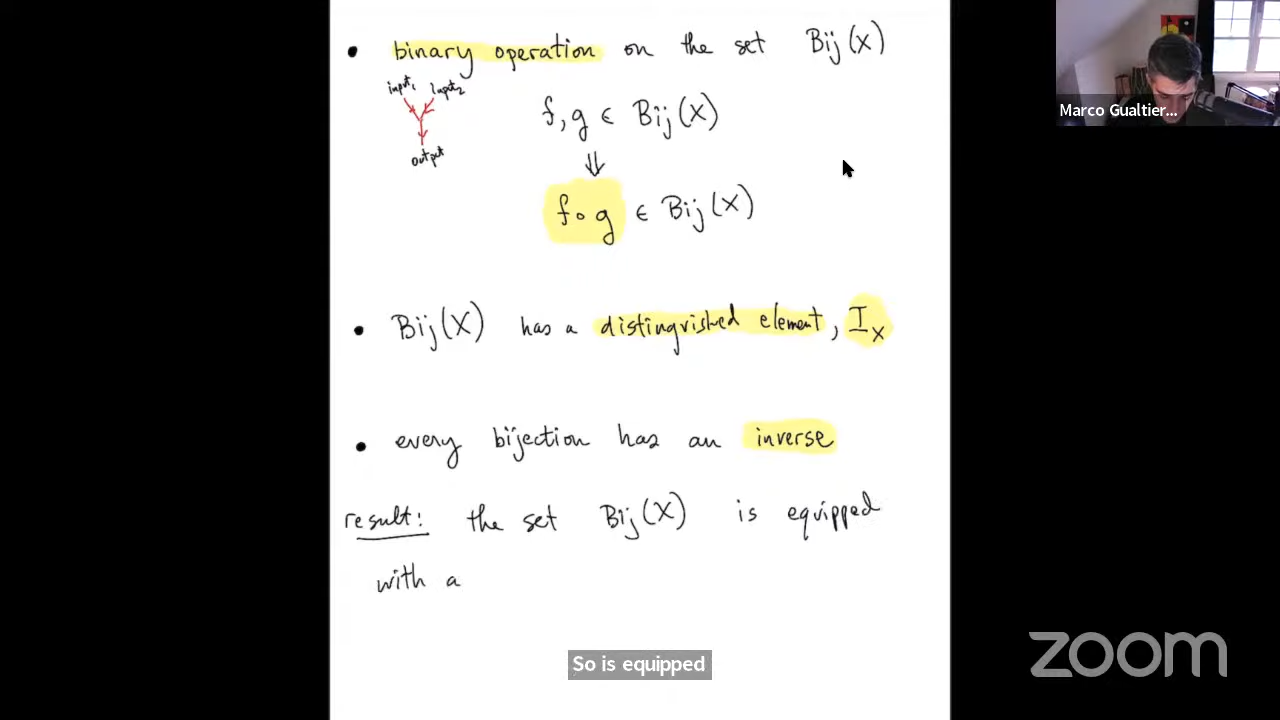 • binary operation on the set Bij(X)
input₁ input₂
output
f, g ∈ Bij(X)
⇓
f∘g ∈ Bij(X)
• Bij(X) has a distinguished element, I_X
• every bijection has an inverse
result: the set Bij(X) is equipped
with a
So is equipped
Marco Gualtier...
zoom